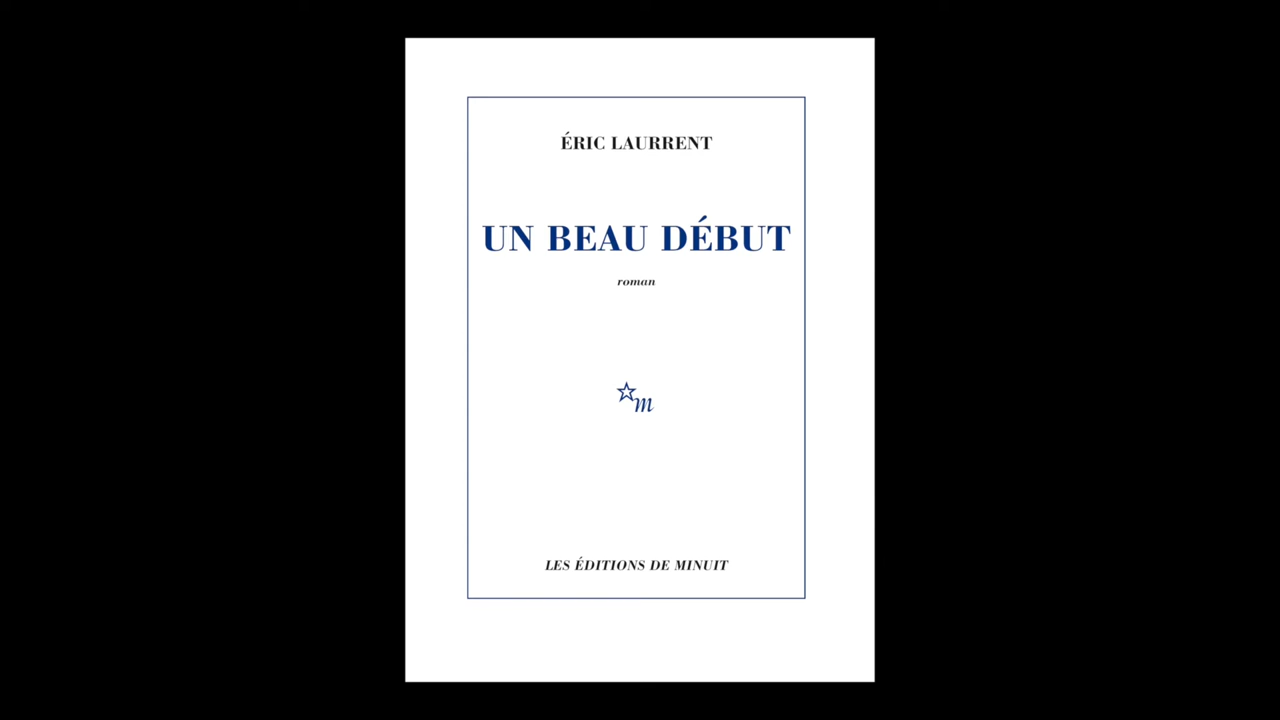 ÉRIC LAURRENT
UN BEAU DÉBUT
roman
m
LES ÉDITIONS DE MINUIT